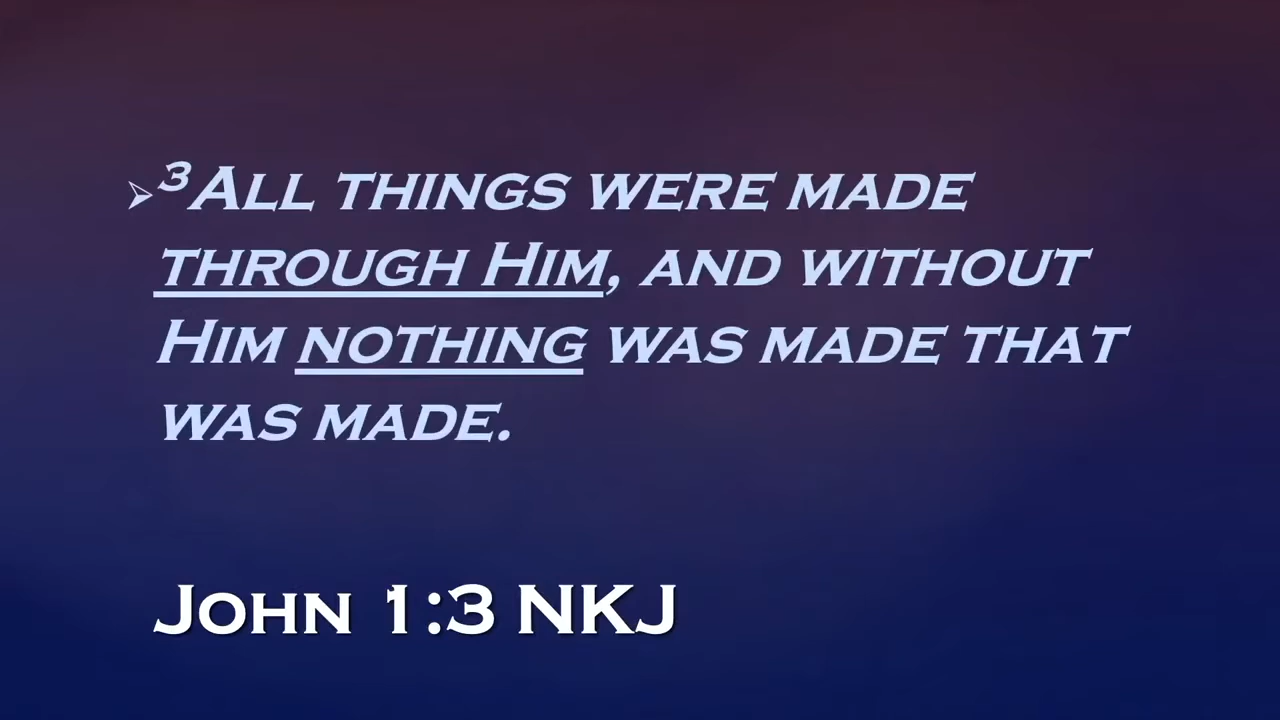 ³All things were made
through Him, and without
Him nothing was made that
was made.
John 1:3 NKJ